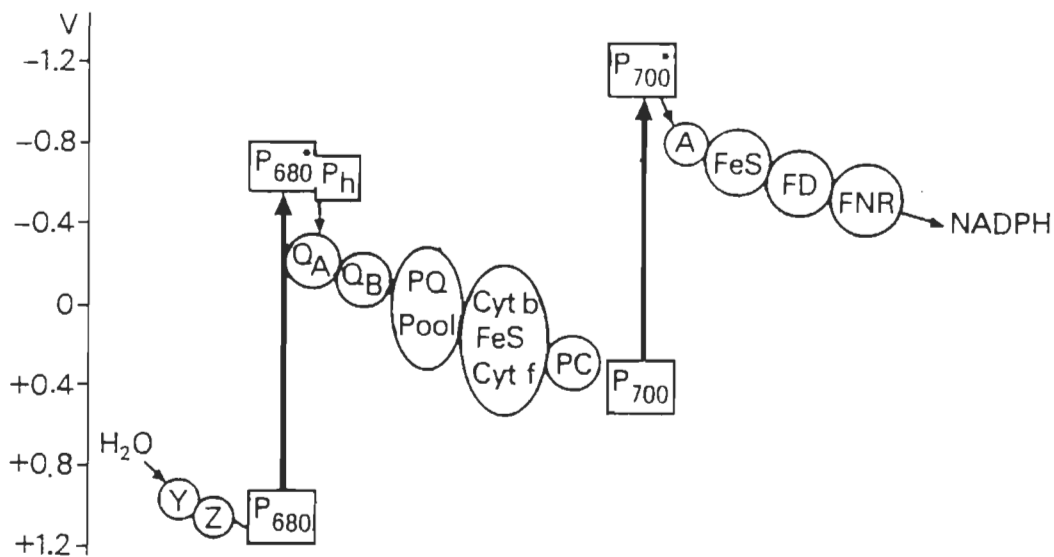 V
-1.2
-0.8
-0.4
0
+0.4
+0.8
+1.2
H₂O
Y
Z
P680
P680*
Ph
QA
QB
PQ
Pool
Cyt b
FeS
Cyt f
PC
P700
P700*
A
FeS
FD
FNR
NADPH